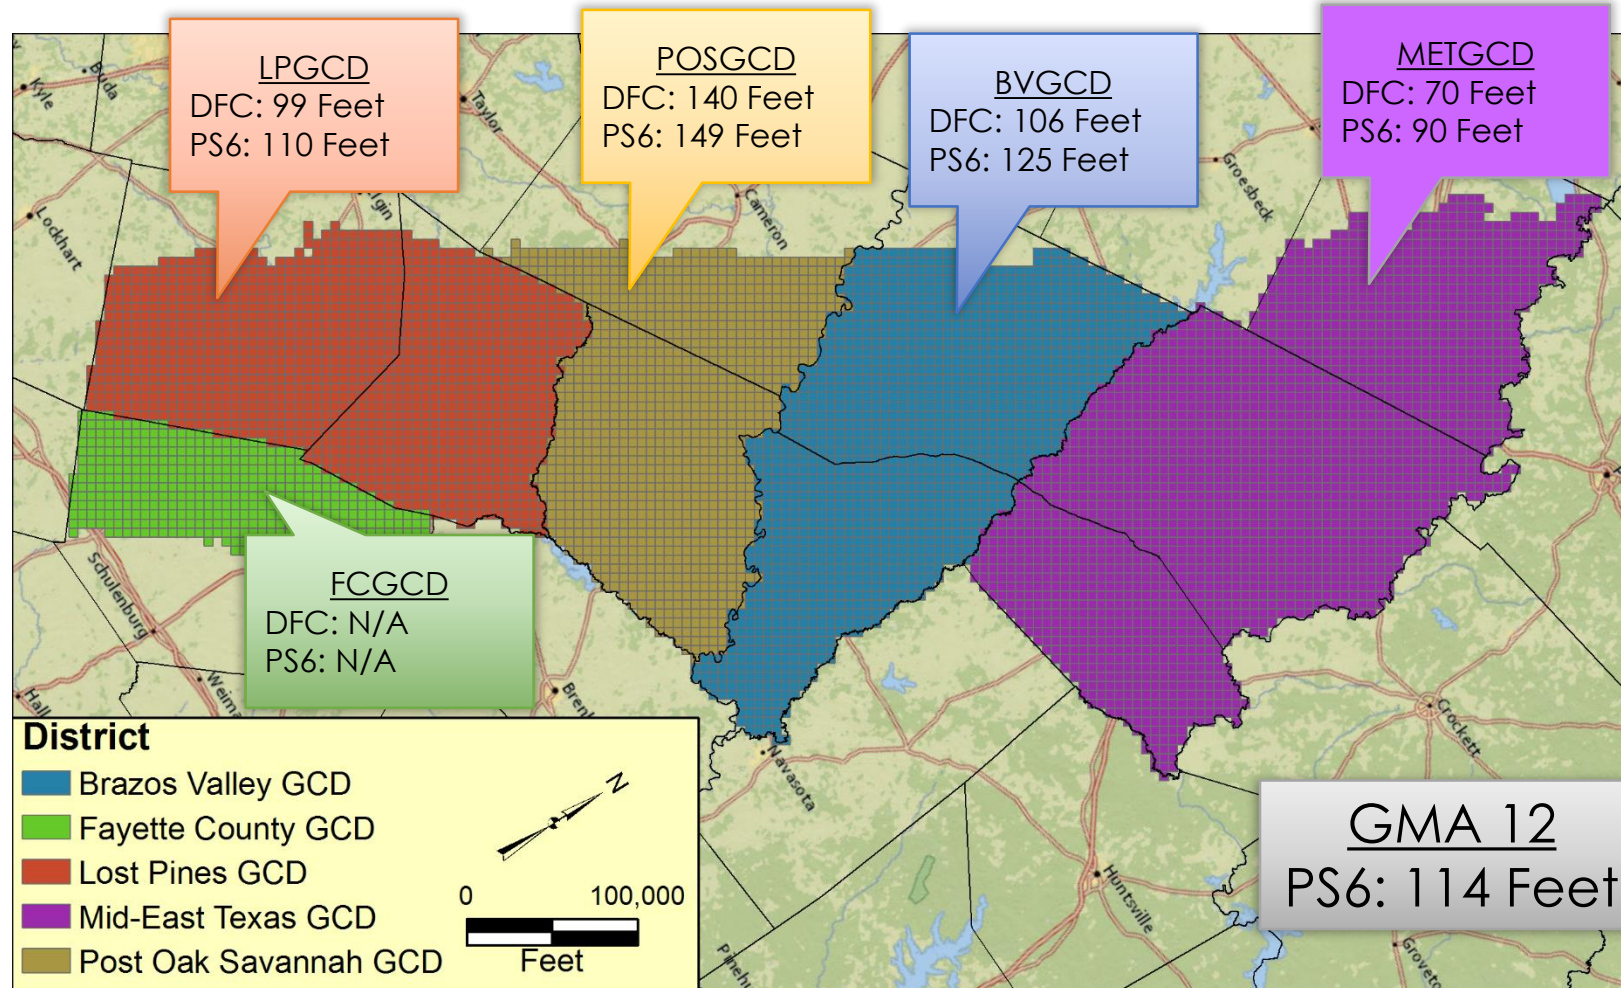 LPGCD
DFC: 99 Feet
PS6: 110 Feet
POSGCD
DFC: 140 Feet
PS6: 149 Feet
BVGCD
DFC: 106 Feet
PS6: 125 Feet
METGCD
DFC: 70 Feet
PS6: 90 Feet
Kyle
Buda
Taylor
Lockhart
Cameron
Groesbeck
FCGCD
DFC: N/A
PS6: N/A
Schulenburg
Navasota
Crockett
Huntsville
District
Brazos Valley GCD
Fayette County GCD
Lost Pines GCD
Mid-East Texas GCD
Post Oak Savannah GCD
N
0 100,000
Feet
GMA 12
PS6: 114 Feet